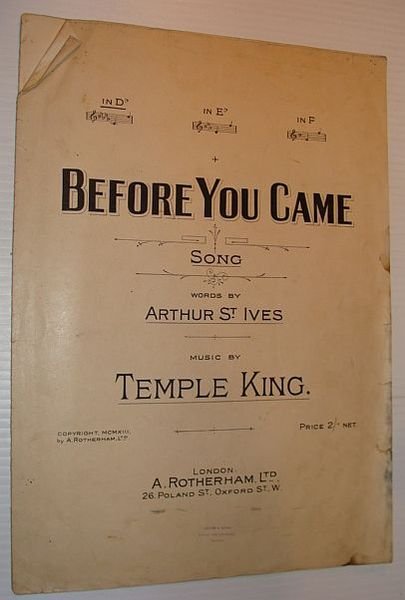 IN D♭
IN E♭
IN F
BEFORE YOU CAME
SONG
WORDS BY
ARTHUR ST IVES
MUSIC BY
TEMPLE KING.
COPYRIGHT, MCMXIII,
by A. ROTHERHAM, LTD
PRICE 2/- NET.
LONDON:
A. ROTHERHAM, LTD.
26, POLAND ST, OXFORD ST, W.